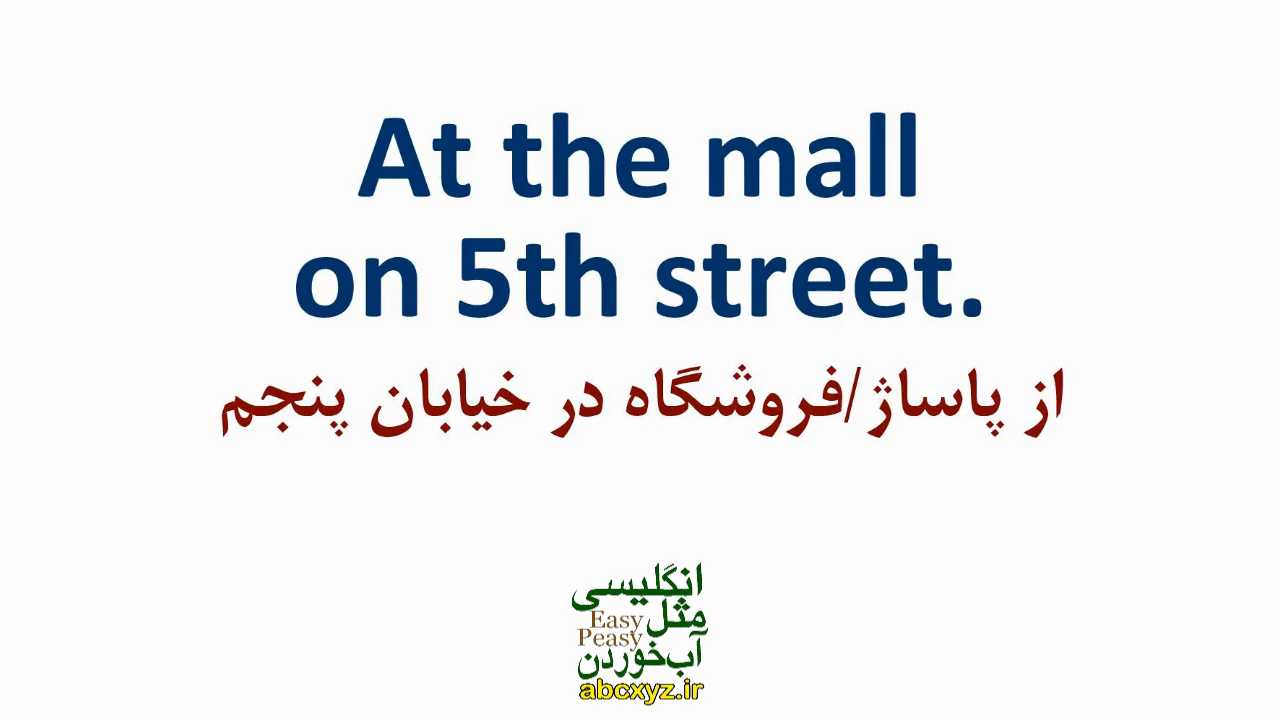 At the mall
on 5th street.
از پاساژ/فروشگاه در خیابان پنجم
انگلیسی
مثل
Easy
Peasy
آب‌خوردن
abcxyz.ir